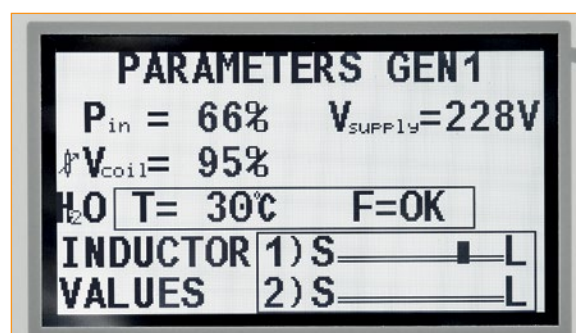 PARAMETERS GEN1
Pin = 66% Vsupply=228V
Vcoil= 95%
H2O T= 30°C F=OK
INDUCTOR 1) S L
VALUES 2) S L